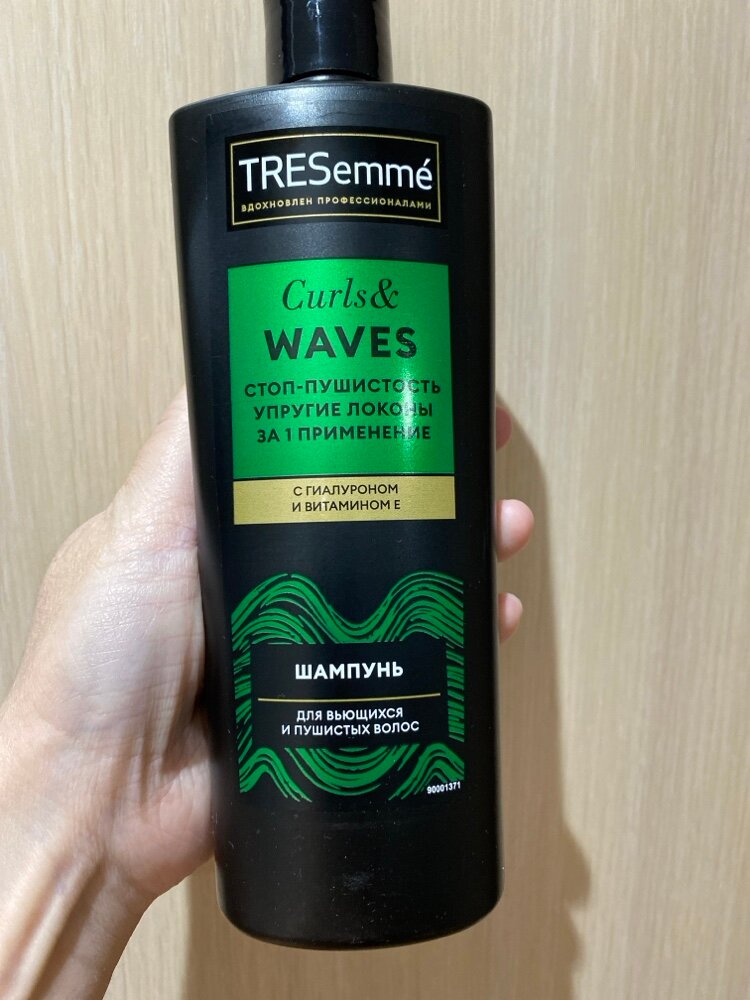 TRESemmé
ВДОХНОВЛЕН ПРОФЕССИОНАЛАМИ
Curls&
WAVES
СТОП-ПУШИСТОСТЬ
УПРУГИЕ ЛОКОНЫ
ЗА 1 ПРИМЕНЕНИЕ
С ГИАЛУРОНОМ
И ВИТАМИНОМ Е
ШАМПУНЬ
ДЛЯ ВЬЮЩИХСЯ
И ПУШИСТЫХ ВОЛОС
90001371